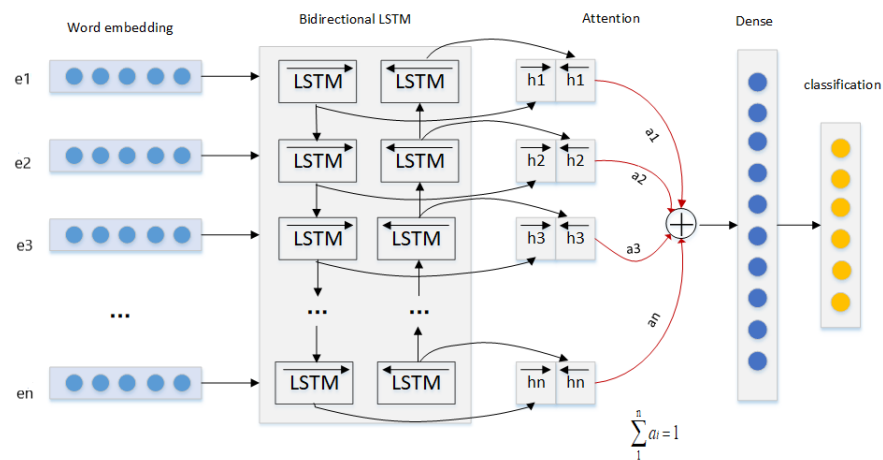 Word embedding
Bidirectional LSTM
Attention
Dense
classification
e1
LSTM LSTM
h1 h1
a1
e2
LSTM LSTM
h2 h2
a2
e3
LSTM LSTM
h3 h3
a3
...
... ...
an
en
LSTM LSTM
hn hn
n
∑ ai = 1
1